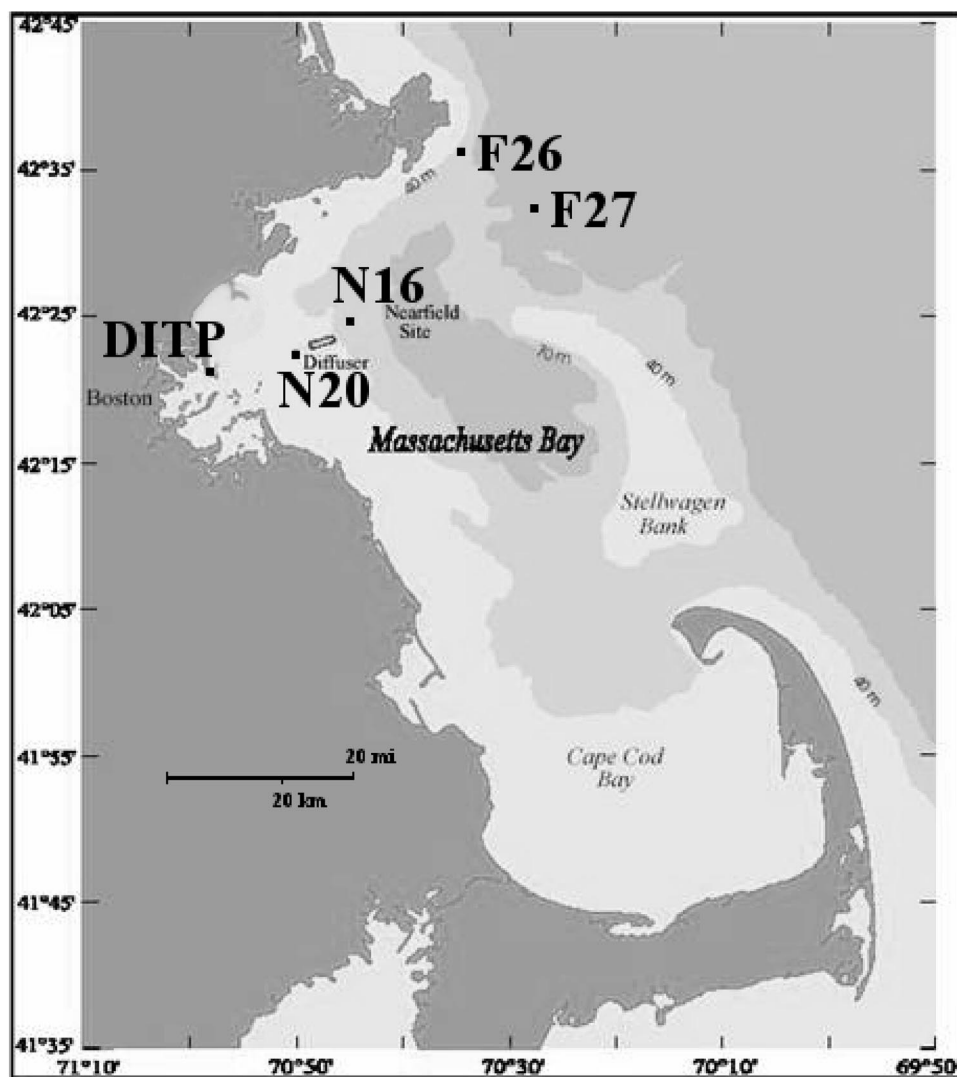 42°45'
F26
42°35'
40 m
F27
N16
42°25'
Nearfield
Site
DITP
Diffuser
70 m
40 m
Boston
N20
Massachusetts Bay
42°15'
Stellwagen
Bank
42°05'
40 m
41°55'
20 mi
20 km
Cape Cod
Bay
41°45'
41°35'
71°10'
70°50'
70°30'
70°10'
69°50'